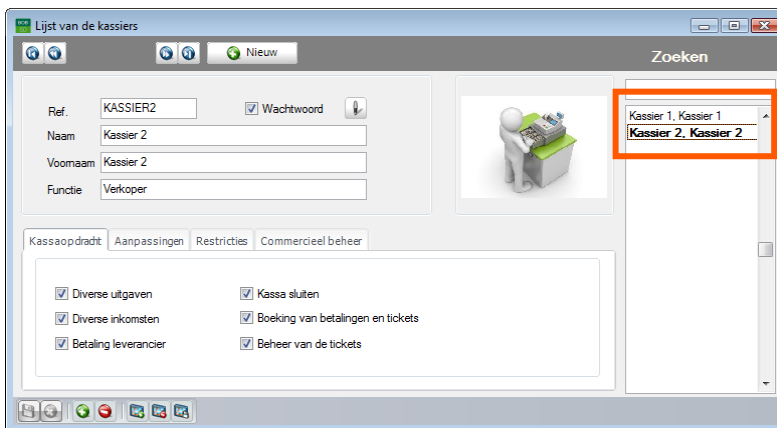 Lijst van de kassiers
Nieuw
Zoeken
Ref. KASSIER2 Wachtwoord
Naam Kassier 2
Voornaam Kassier 2
Functie Verkoper
Kassier 1, Kassier 1
Kassier 2, Kassier 2
Kassaopdracht Aanpassingen Restricties Commercieel beheer
Diverse uitgaven Kassa sluiten
Diverse inkomsten Boeking van betalingen en tickets
Betaling leverancier Beheer van de tickets